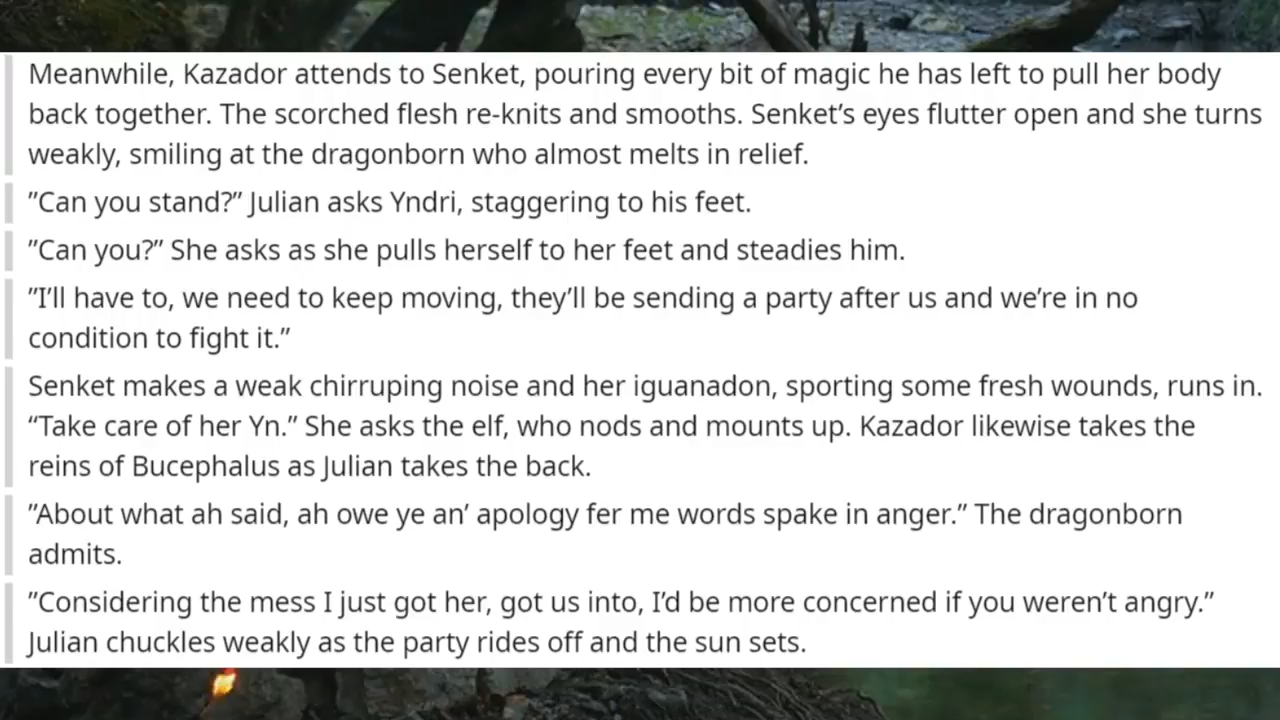 Meanwhile, Kazador attends to Senket, pouring every bit of magic he has left to pull her body
back together. The scorched flesh re-knits and smooths. Senket’s eyes flutter open and she turns
weakly, smiling at the dragonborn who almost melts in relief.
”Can you stand?” Julian asks Yndri, staggering to his feet.
”Can you?” She asks as she pulls herself to her feet and steadies him.
”I’ll have to, we need to keep moving, they’ll be sending a party after us and we’re in no
condition to fight it.”
Senket makes a weak chirruping noise and her iguanadon, sporting some fresh wounds, runs in.
“Take care of her Yn.” She asks the elf, who nods and mounts up. Kazador likewise takes the
reins of Bucephalus as Julian takes the back.
”About what ah said, ah owe ye an’ apology fer me words spake in anger.” The dragonborn
admits.
”Considering the mess I just got her, got us into, I’d be more concerned if you weren’t angry.”
Julian chuckles weakly as the party rides off and the sun sets.